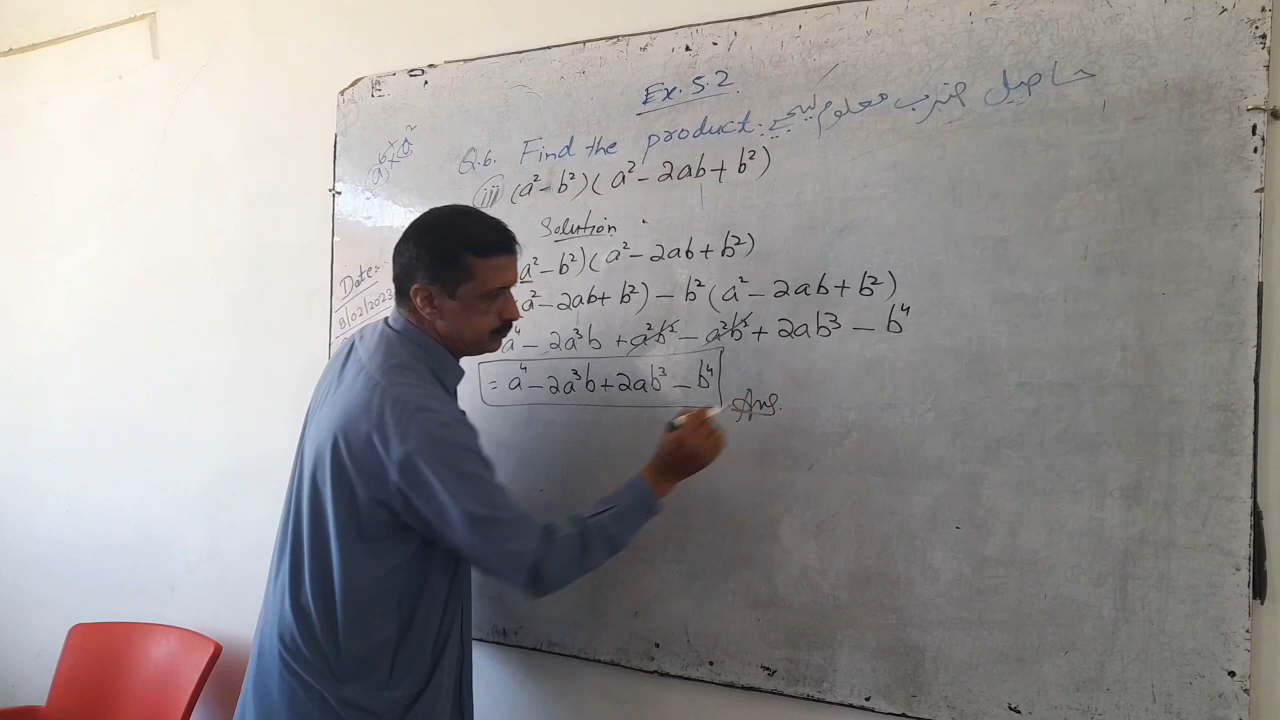 Ex. 5.2
Q.6. Find the product: حاصل ضرب معلوم کیجیے
(iii) (a² - b²)( a² - 2ab + b²)
Solution
a² - b²)( a² - 2ab + b²)
a² - 2ab + b²) - b² (a² - 2ab + b²)
a⁴ - 2a³b + a²b² - a²b² + 2ab³ - b⁴
= a⁴ - 2a³b + 2ab³ - b⁴
Ans.
Date:
8/02/2023